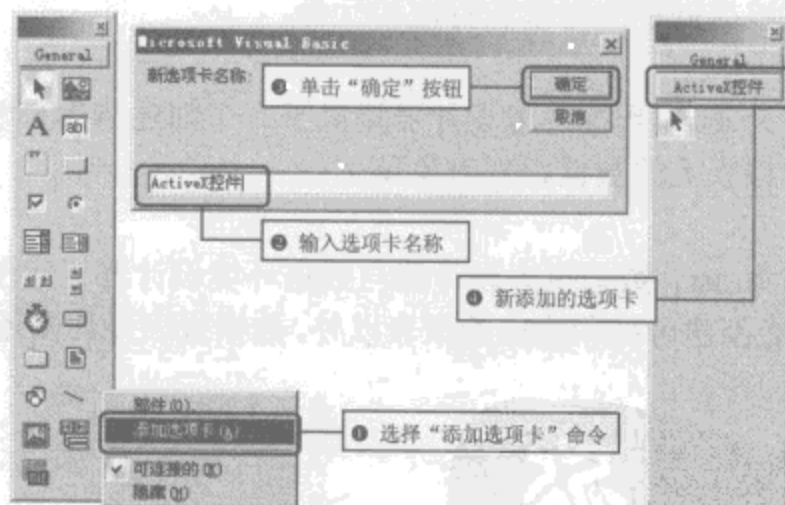 General
Microsoft Visual Basic
新选项卡名称:
❸ 单击“确定”按钮
确定
取消
ActiveX控件
❷ 输入选项卡名称
General
ActiveX控件
❹ 新添加的选项卡
部件(O)...
添加选项卡(A)...
❶ 选择“添加选项卡”命令
✓ 可连接的(K)
隐藏(I)